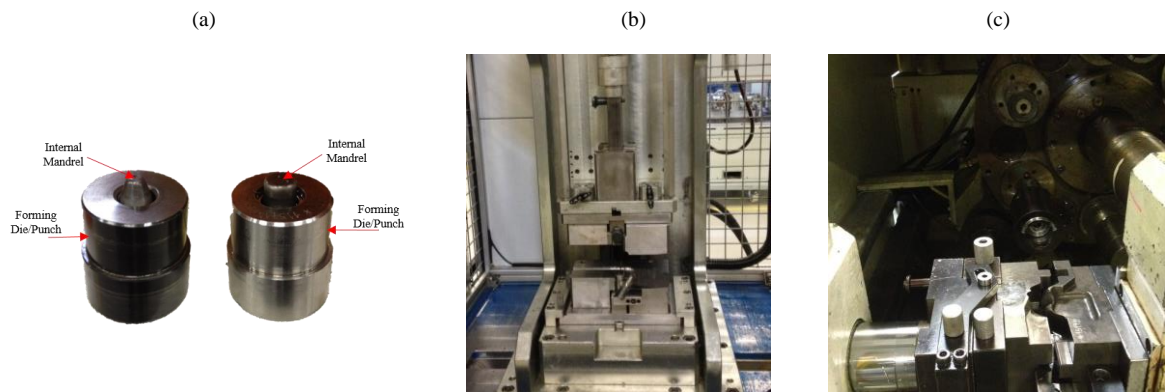 (a)
(b)
(c)
Internal
Mandrel
Internal
Mandrel
Forming
Die/Punch
Forming
Die/Punch